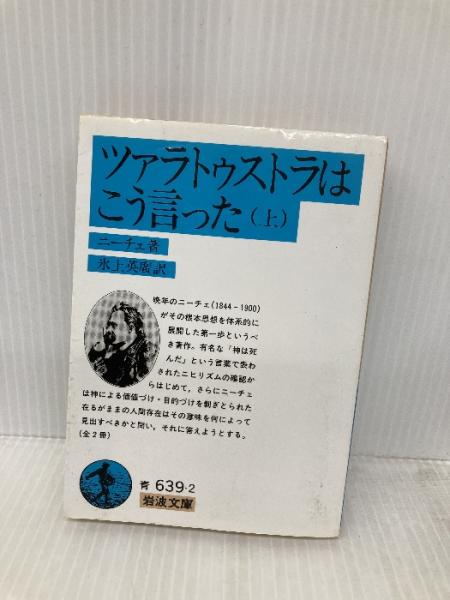 ツァラトゥストラは
こう言った(上)
ニーチェ著
氷上英廣訳
晩年のニーチェ(1844-1900)
がその根本思想を体系的に
展開した第一歩というべ
き著作。有名な「神は死
んだ」という言葉で表わ
されたニヒリズムの確認か
らはじめて，さらにニーチェ
は神による価値づけ・目的づけを剝ぎとられた
在るがままの人間存在はその意味を何によって
見出すべきかと問い，それに答えようとする。
(全2冊)
青 639-2
岩波文庫